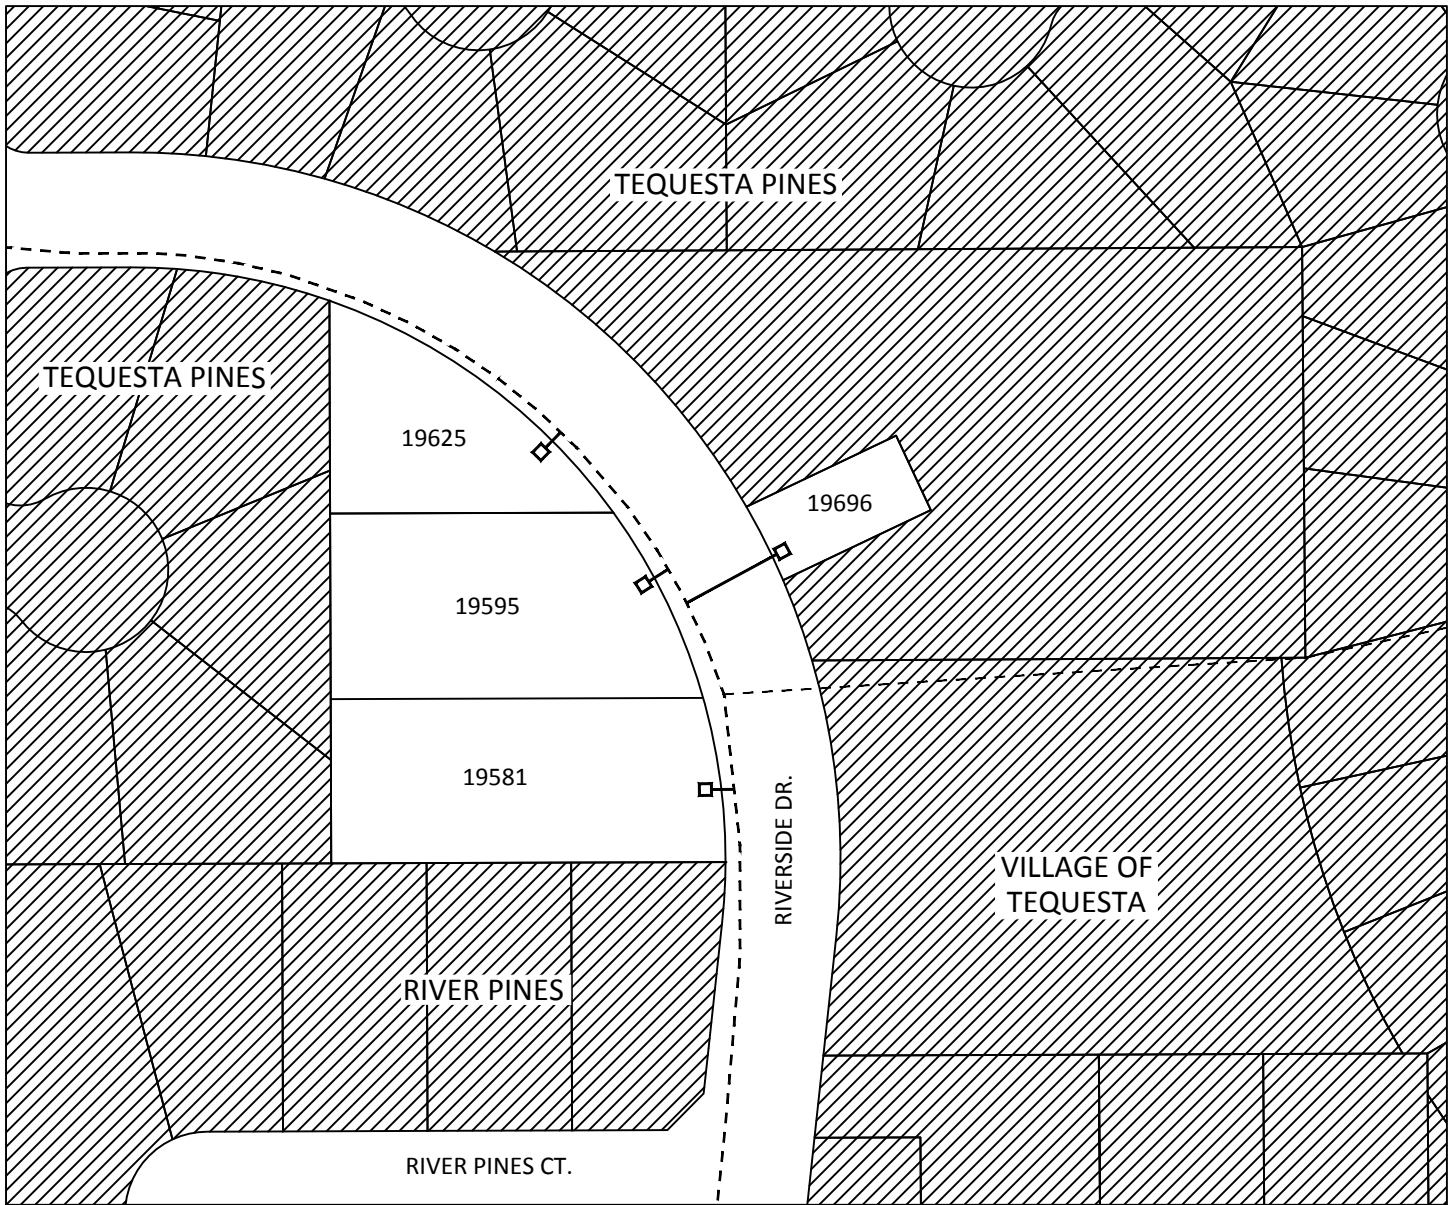 TEQUESTA PINES
TEQUESTA PINES
19625
19696
19595
19581
RIVERSIDE DR.
VILLAGE OF
TEQUESTA
RIVER PINES
RIVER PINES CT.